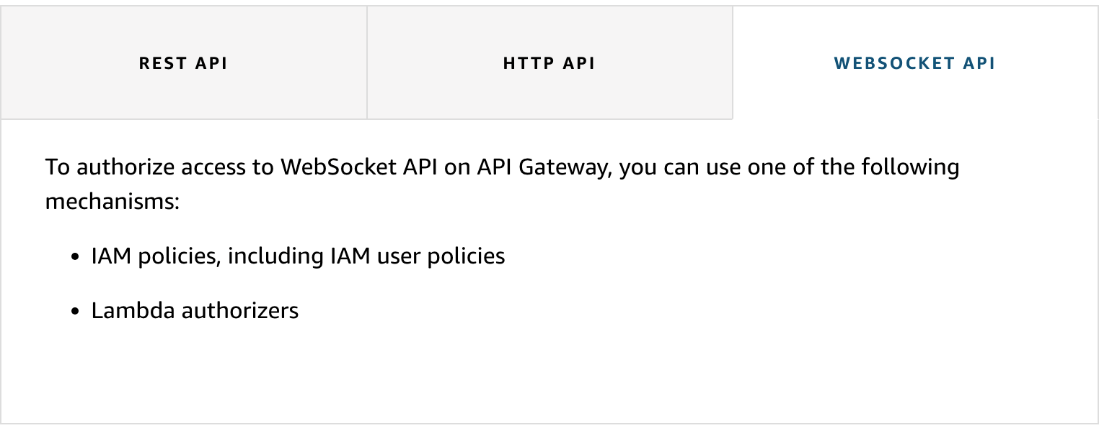 REST API
HTTP API
WEBSOCKET API
To authorize access to WebSocket API on API Gateway, you can use one of the following
mechanisms:
• IAM policies, including IAM user policies
• Lambda authorizers